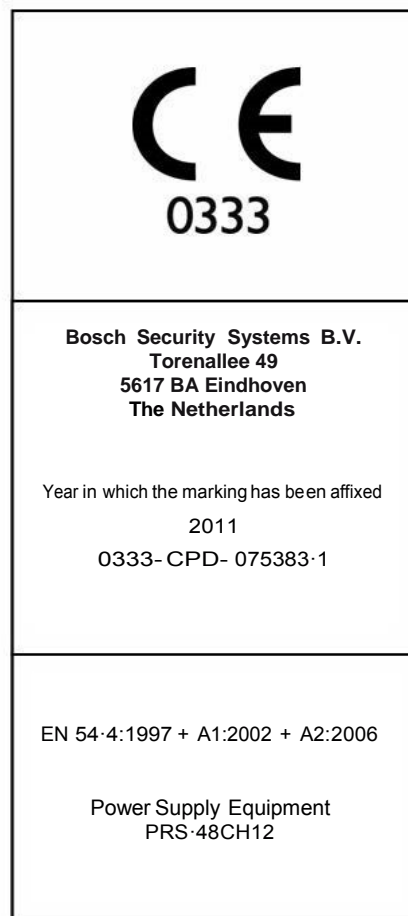 CE
0333
Bosch Security Systems B.V.
Torenallee 49
5617 BA Eindhoven
The Netherlands
Year in which the marking has been affixed
2011
0333-CPD-075383·1
EN 54·4:1997 + A1:2002 + A2:2006
Power Supply Equipment
PRS·48CH12